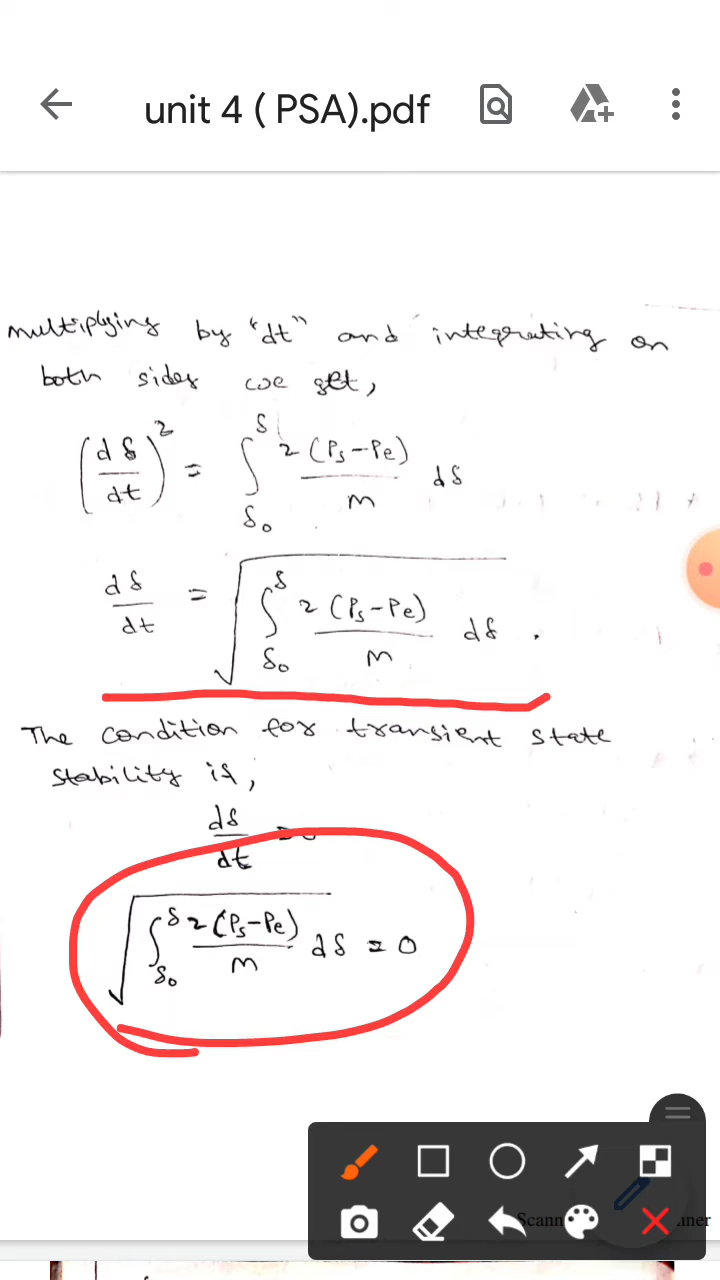 unit 4 ( PSA).pdf
multiplying by "dt" and integrating on
both sides we get,
(dδ/dt)² = ∫δ₀^δ 2(Ps-Pe)/m dδ
dδ/dt = √(∫δ₀^δ 2(Ps-Pe)/m dδ) .
The condition for transient state
stability is,
dδ/dt = 0
√(∫δ₀^δ 2(Ps-Pe)/m dδ) = 0
Scann
ner